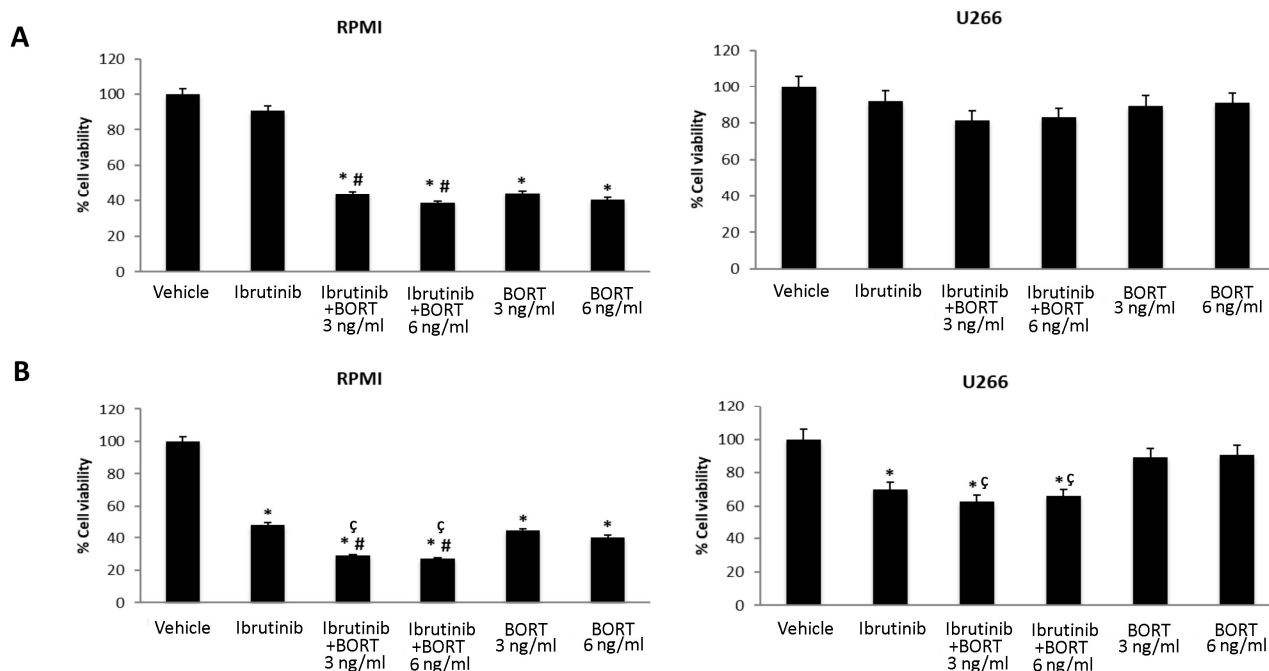 A
RPMI
% Cell viability
120
100
80
60
40
20
0
* #
* #
*
*
Vehicle
Ibrutinib
Ibrutinib
+BORT
3 ng/ml
Ibrutinib
+BORT
6 ng/ml
BORT
3 ng/ml
BORT
6 ng/ml
U266
% Cell viability
120
100
80
60
40
20
0
Vehicle
Ibrutinib
Ibrutinib
+BORT
3 ng/ml
Ibrutinib
+BORT
6 ng/ml
BORT
3 ng/ml
BORT
6 ng/ml
B
RPMI
% Cell viability
120
100
80
60
40
20
0
*
ç
* #
ç
* #
*
*
Vehicle
Ibrutinib
Ibrutinib
+BORT
3 ng/ml
Ibrutinib
+BORT
6 ng/ml
BORT
3 ng/ml
BORT
6 ng/ml
U266
% Cell viability
120
100
80
60
40
20
0
*
* ç
* ç
Vehicle
Ibrutinib
Ibrutinib
+BORT
3 ng/ml
Ibrutinib
+BORT
6 ng/ml
BORT
3 ng/ml
BORT
6 ng/ml